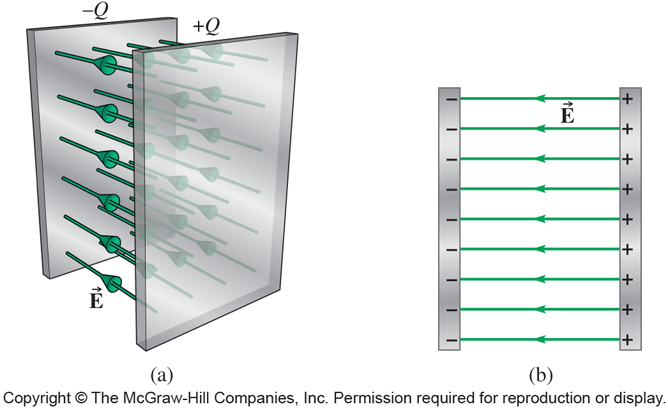 −Q
+Q
E
E
− +
− +
− +
− +
− +
− +
− +
− +
− +
(a) (b)
Copyright © The McGraw-Hill Companies, Inc. Permission required for reproduction or display.